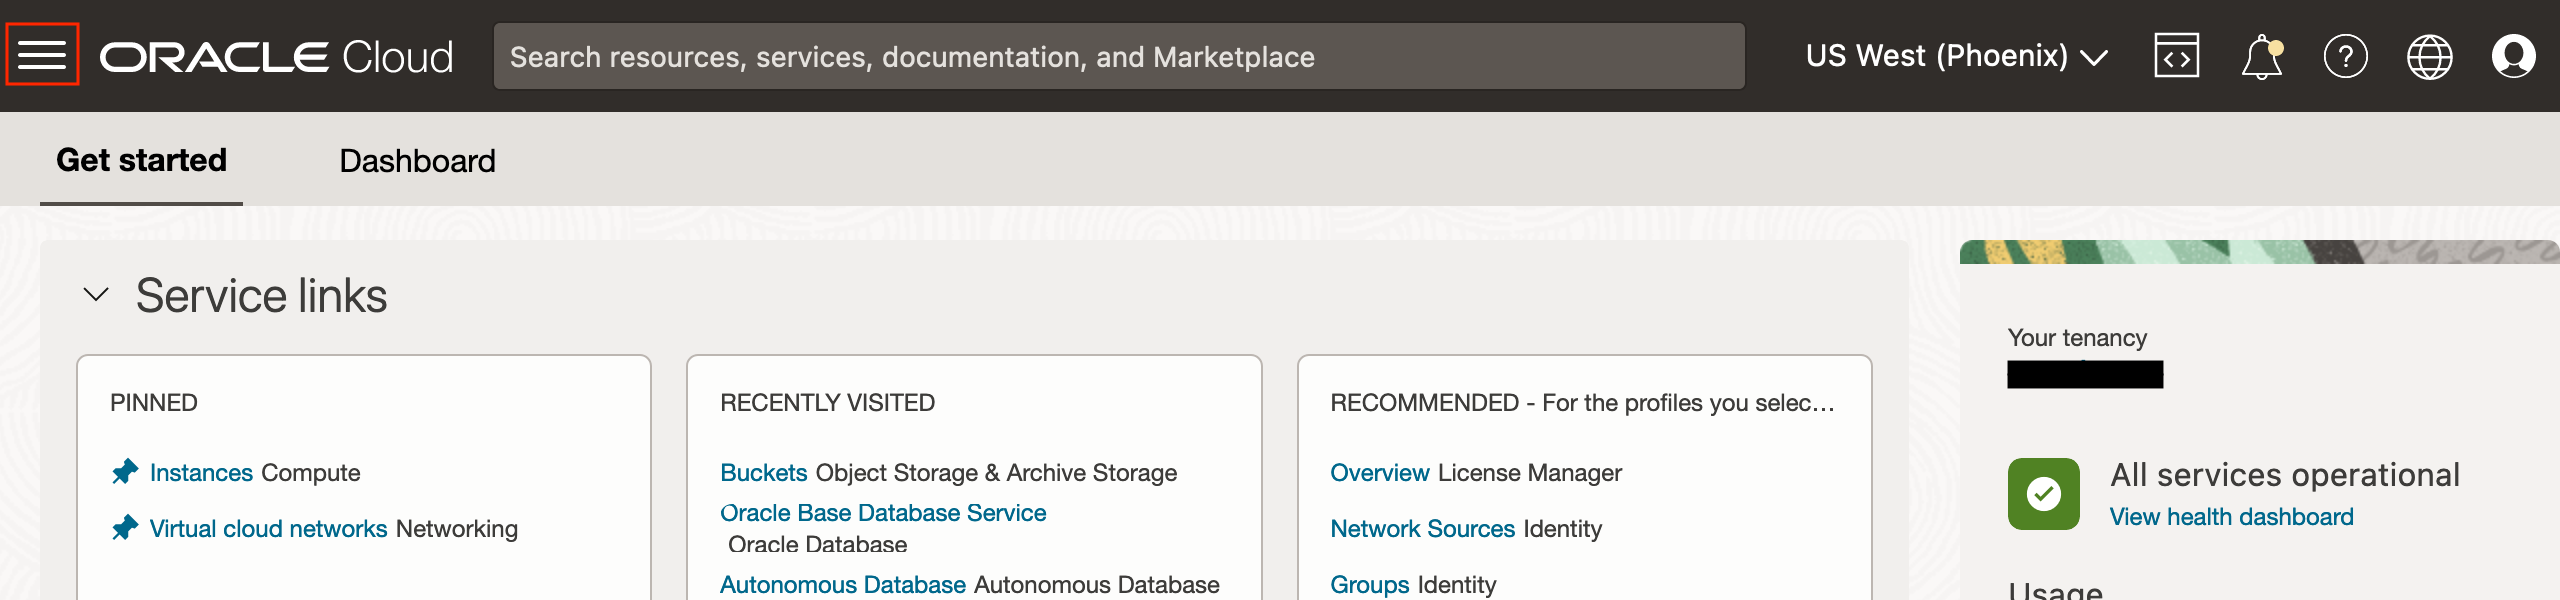 ORACLE Cloud
Search resources, services, documentation, and Marketplace
US West (Phoenix)
Get started
Dashboard
Service links
PINNED
Instances Compute
Virtual cloud networks Networking
RECENTLY VISITED
Buckets Object Storage & Archive Storage
Oracle Base Database Service
Oracle Database
Autonomous Database Autonomous Database
RECOMMENDED - For the profiles you selec...
Overview License Manager
Network Sources Identity
Groups Identity
Your tenancy
All services operational
View health dashboard
Usage